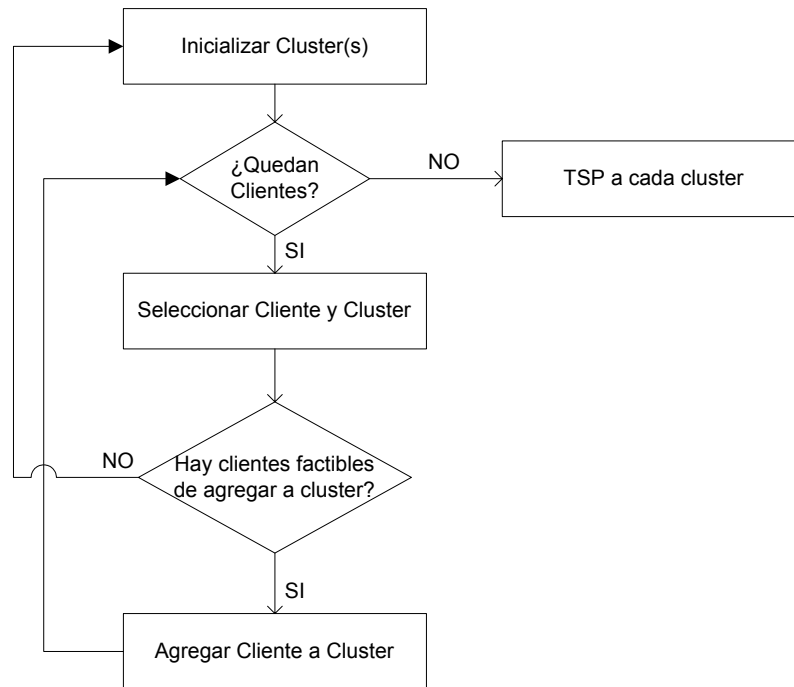 Inicializar Cluster(s)
¿Quedan
Clientes?
NO
TSP a cada cluster
SI
Seleccionar Cliente y Cluster
NO
Hay clientes factibles
de agregar a cluster?
SI
Agregar Cliente a Cluster